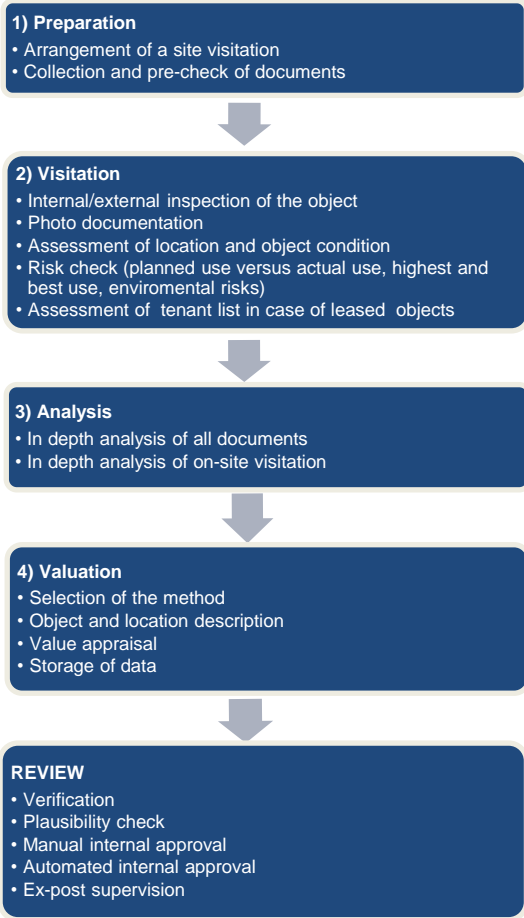 1) Preparation
• Arrangement of a site visitation
• Collection and pre-check of documents
2) Visitation
• Internal/external inspection of the object
• Photo documentation
• Assessment of location and object condition
• Risk check (planned use versus actual use, highest and
best use, enviromental risks)
• Assessment of tenant list in case of leased objects
3) Analysis
• In depth analysis of all documents
• In depth analysis of on-site visitation
4) Valuation
• Selection of the method
• Object and location description
• Value appraisal
• Storage of data
REVIEW
• Verification
• Plausibility check
• Manual internal approval
• Automated internal approval
• Ex-post supervision